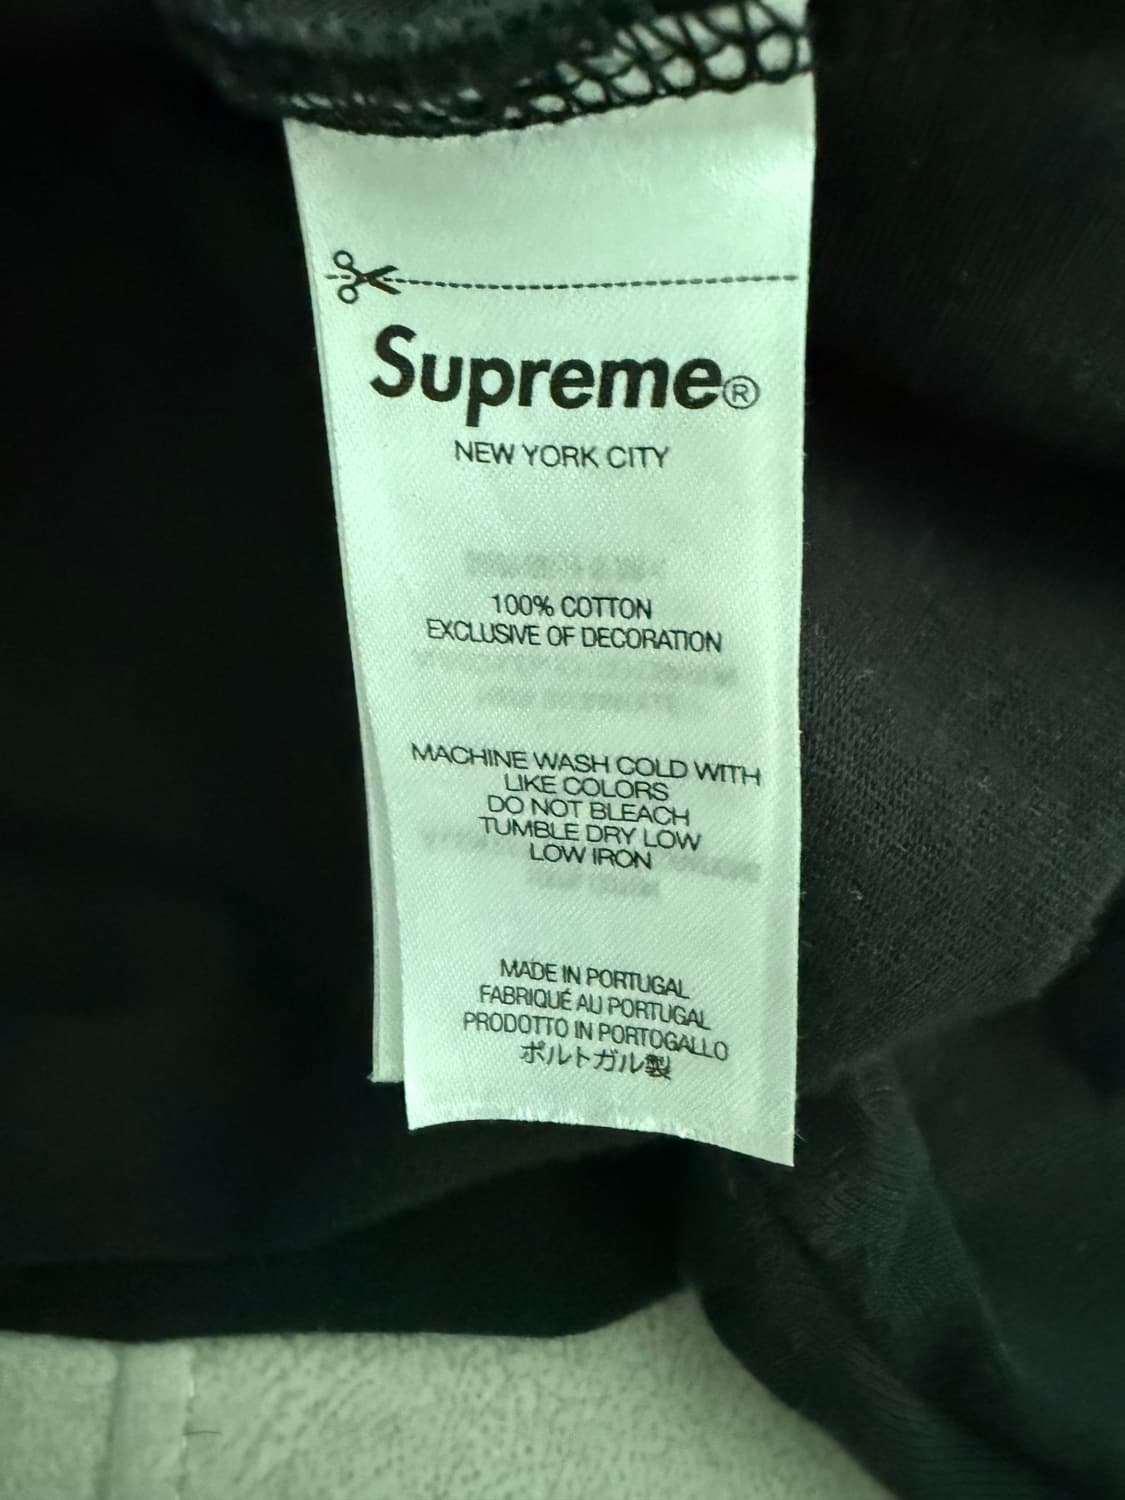 Supreme®
NEW YORK CITY
100% COTTON
EXCLUSIVE OF DECORATION
MACHINE WASH COLD WITH
LIKE COLORS
DO NOT BLEACH
TUMBLE DRY LOW
LOW IRON
MADE IN PORTUGAL
FABRIQUÉ AU PORTUGAL
PRODOTTO IN PORTOGALLO
ポルトガル製